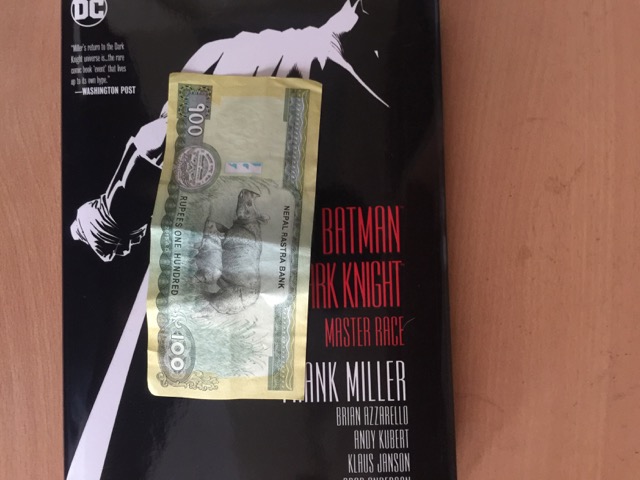 DC
"Miller's return to the Dark
Knight universe is...the rare
comic book 'event' that lives
up to its own hype."
—WASHINGTON POST
100
NEPAL RASTRA BANK
RUPEES ONE HUNDRED
100
BATMAN™
ARK KNIGHT
MASTER RACE
RANK MILLER
BRIAN AZZARELLO
ANDY KUBERT
KLAUS JANSON